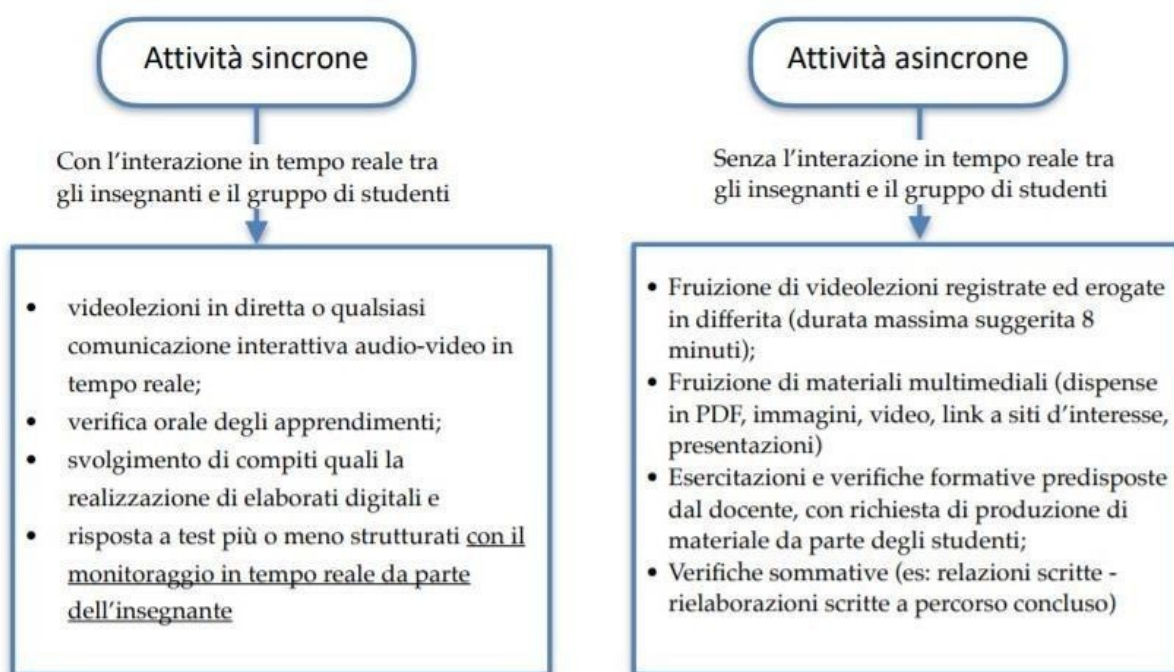 Attività sincrone
Con l'interazione in tempo reale tra
gli insegnanti e il gruppo di studenti
• videolezioni in diretta o qualsiasi
comunicazione interattiva audio-video in
tempo reale;
• verifica orale degli apprendimenti;
• svolgimento di compiti quali la
realizzazione di elaborati digitali e
• risposta a test più o meno strutturati con il
monitoraggio in tempo reale da parte
dell'insegnante
Attività asincrone
Senza l'interazione in tempo reale tra
gli insegnanti e il gruppo di studenti
• Fruizione di videolezioni registrate ed erogate
in differita (durata massima suggerita 8
minuti);
• Fruizione di materiali multimediali (dispense
in PDF, immagini, video, link a siti d'interesse,
presentazioni)
• Esercitazioni e verifiche formative predisposte
dal docente, con richiesta di produzione di
materiale da parte degli studenti;
• Verifiche sommative (es: relazioni scritte -
rielaborazioni scritte a percorso concluso)